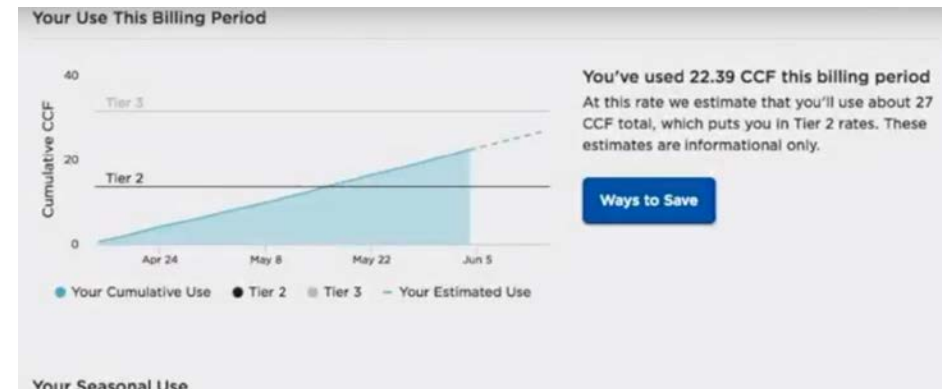 Your Use This Billing Period
40
Tier 3
20
Tier 2
0
Cumulative CCF
Apr 24
May 8
May 22
Jun 5
Your Cumulative Use
Tier 2
Tier 3
Your Estimated Use
You've used 22.39 CCF this billing period
At this rate we estimate that you'll use about 27
CCF total, which puts you in Tier 2 rates. These
estimates are informational only.
Ways to Save
Your Seasonal Use